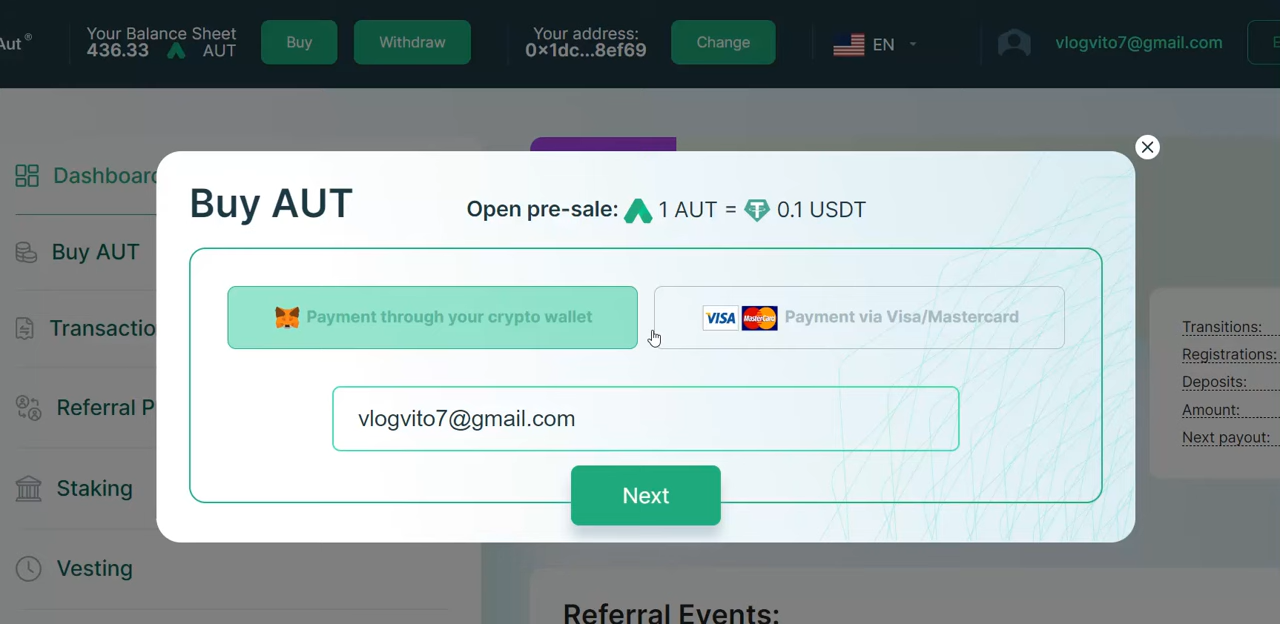 Aut ®
Your Balance Sheet
436.33 AUT
Buy
Withdraw
Your address:
0×1dc...8ef69
Change
EN
vlogvito7@gmail.com
Dashboard
Buy AUT
Transactio
Referral P
Staking
Vesting
Buy AUT
Open pre-sale: 1 AUT = 0.1 USDT
Payment through your crypto wallet
VISA MasterCard Payment via Visa/Mastercard
vlogvito7@gmail.com
Next
Transitions:
Registrations:
Deposits:
Amount:
Next payout:
Referral Events: